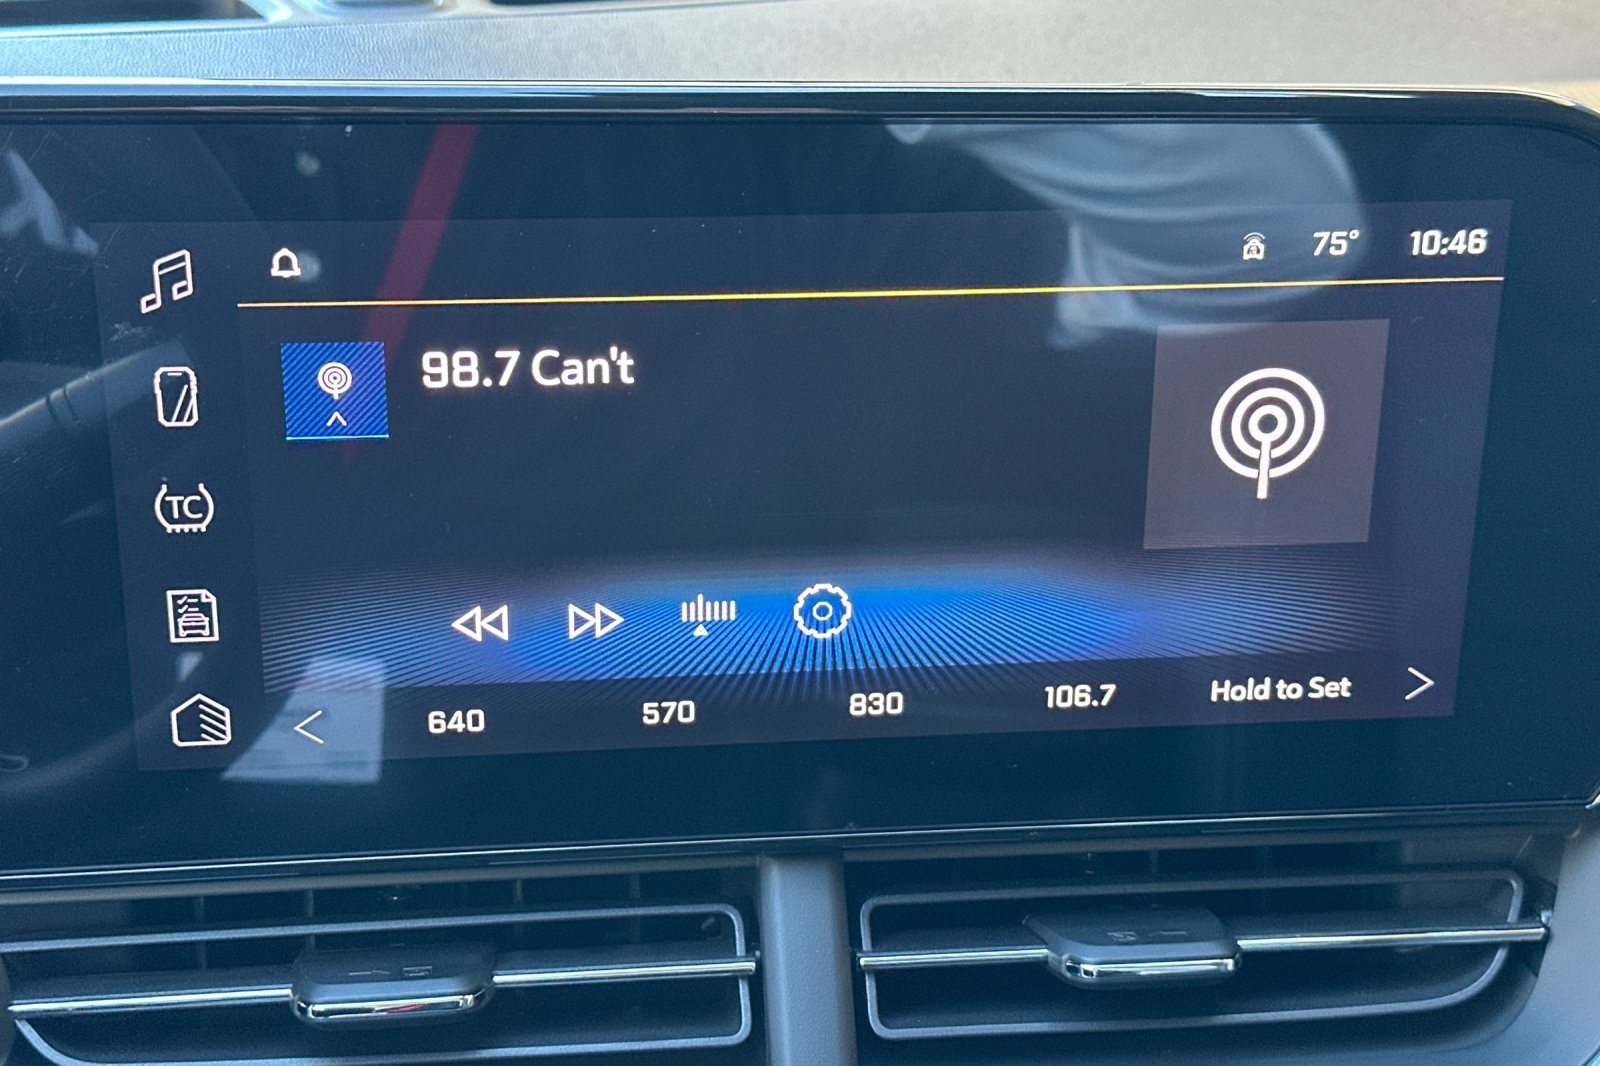 75° 10:46
98.7 Can't
TC
640 570 830 106.7 Hold to Set